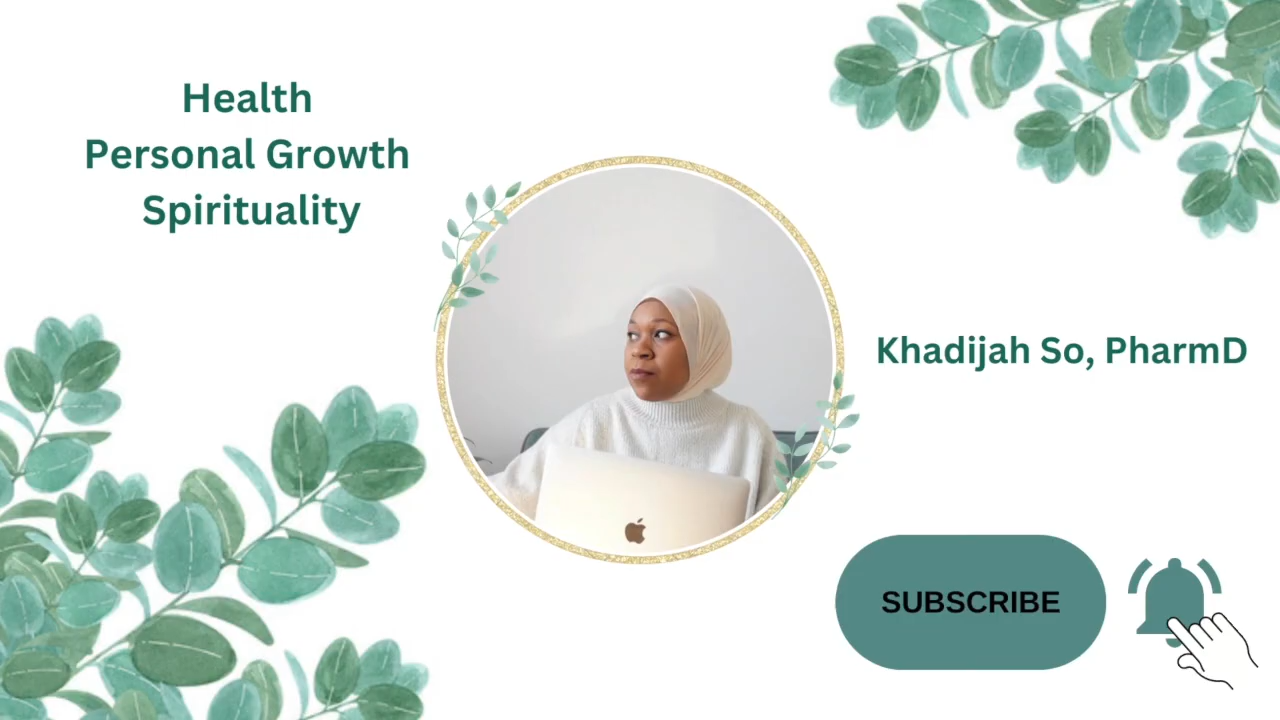 Health
Personal Growth
Spirituality
Khadijah So, PharmD
SUBSCRIBE